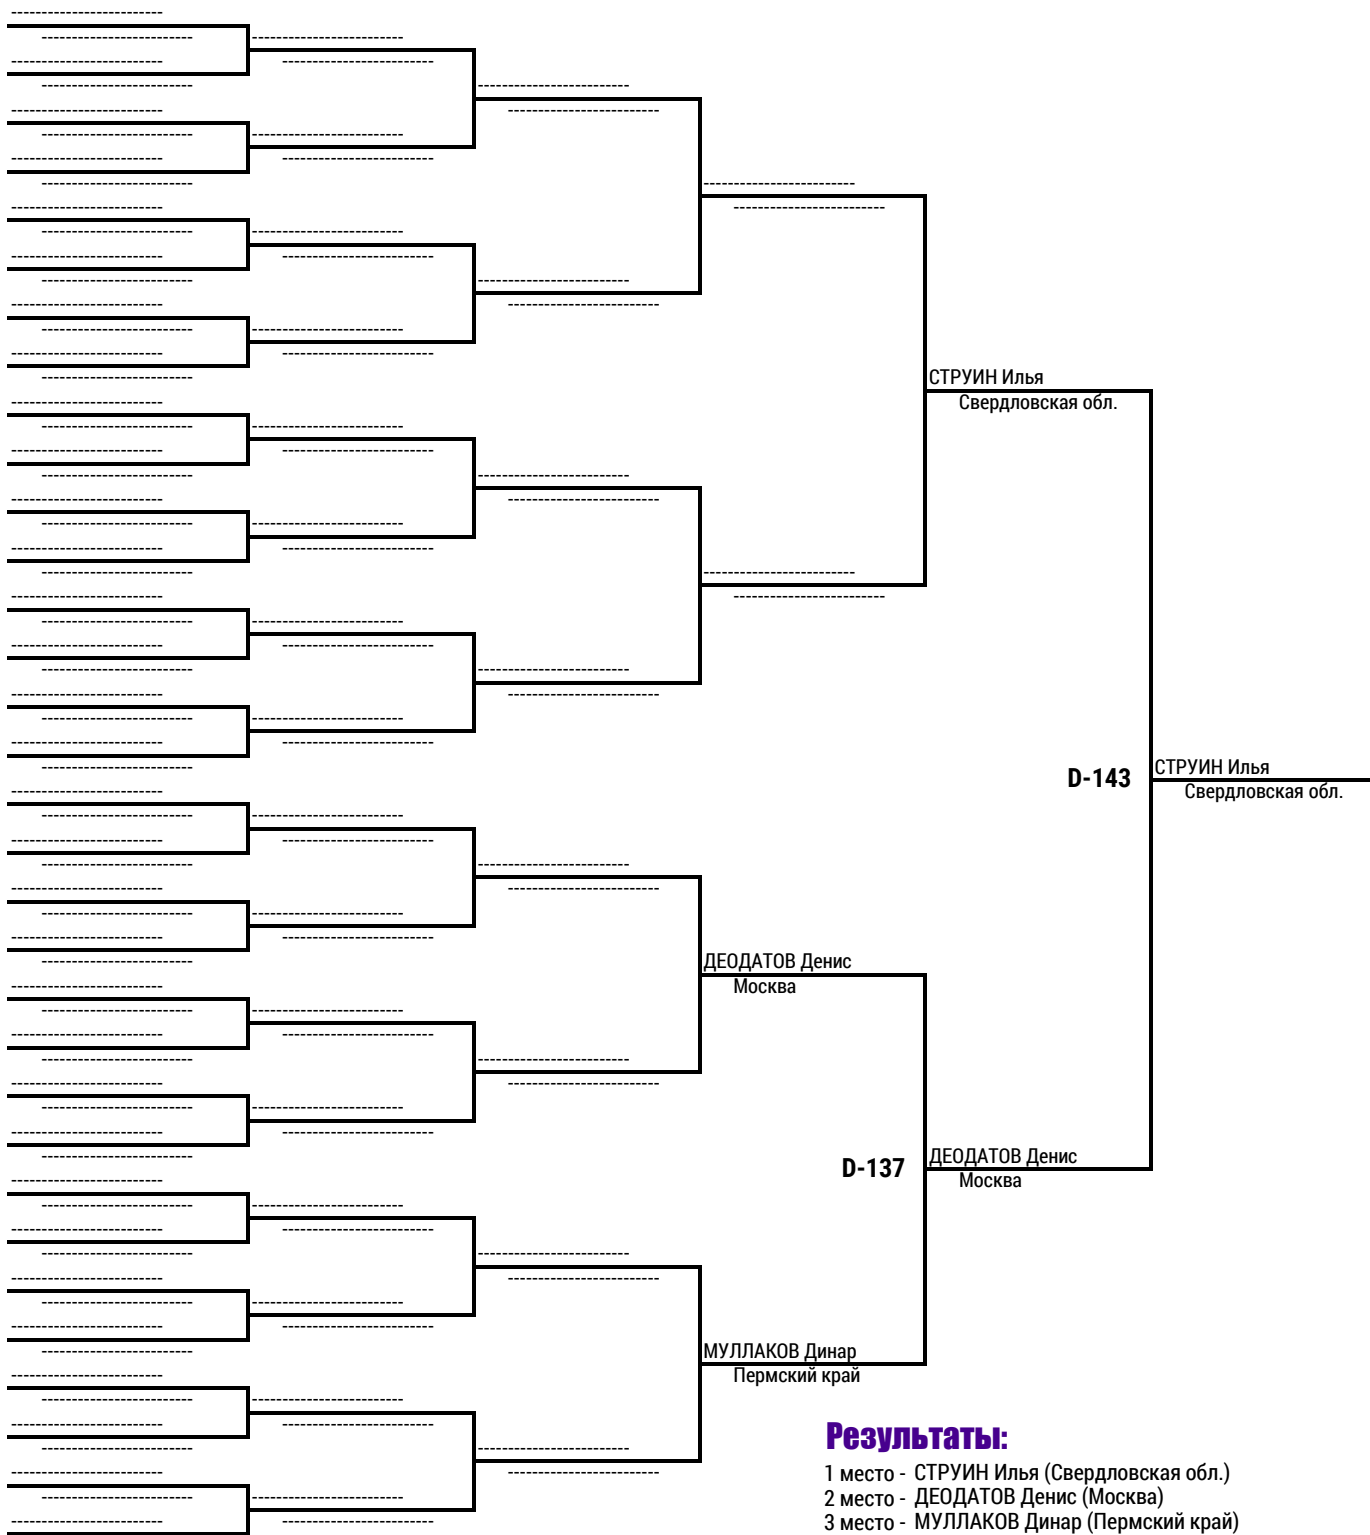 СТРУИН Илья
Свердловская обл.
D-143
СТРУИН Илья
Свердловская обл.
ДЕОДАТОВ Денис
Москва
D-137
ДЕОДАТОВ Денис
Москва
МУЛЛАКОВ Динар
Пермский край
Результаты:
1 место - СТРУИН Илья (Свердловская обл.)
2 место - ДЕОДАТОВ Денис (Москва)
3 место - МУЛЛАКОВ Динар (Пермский край)